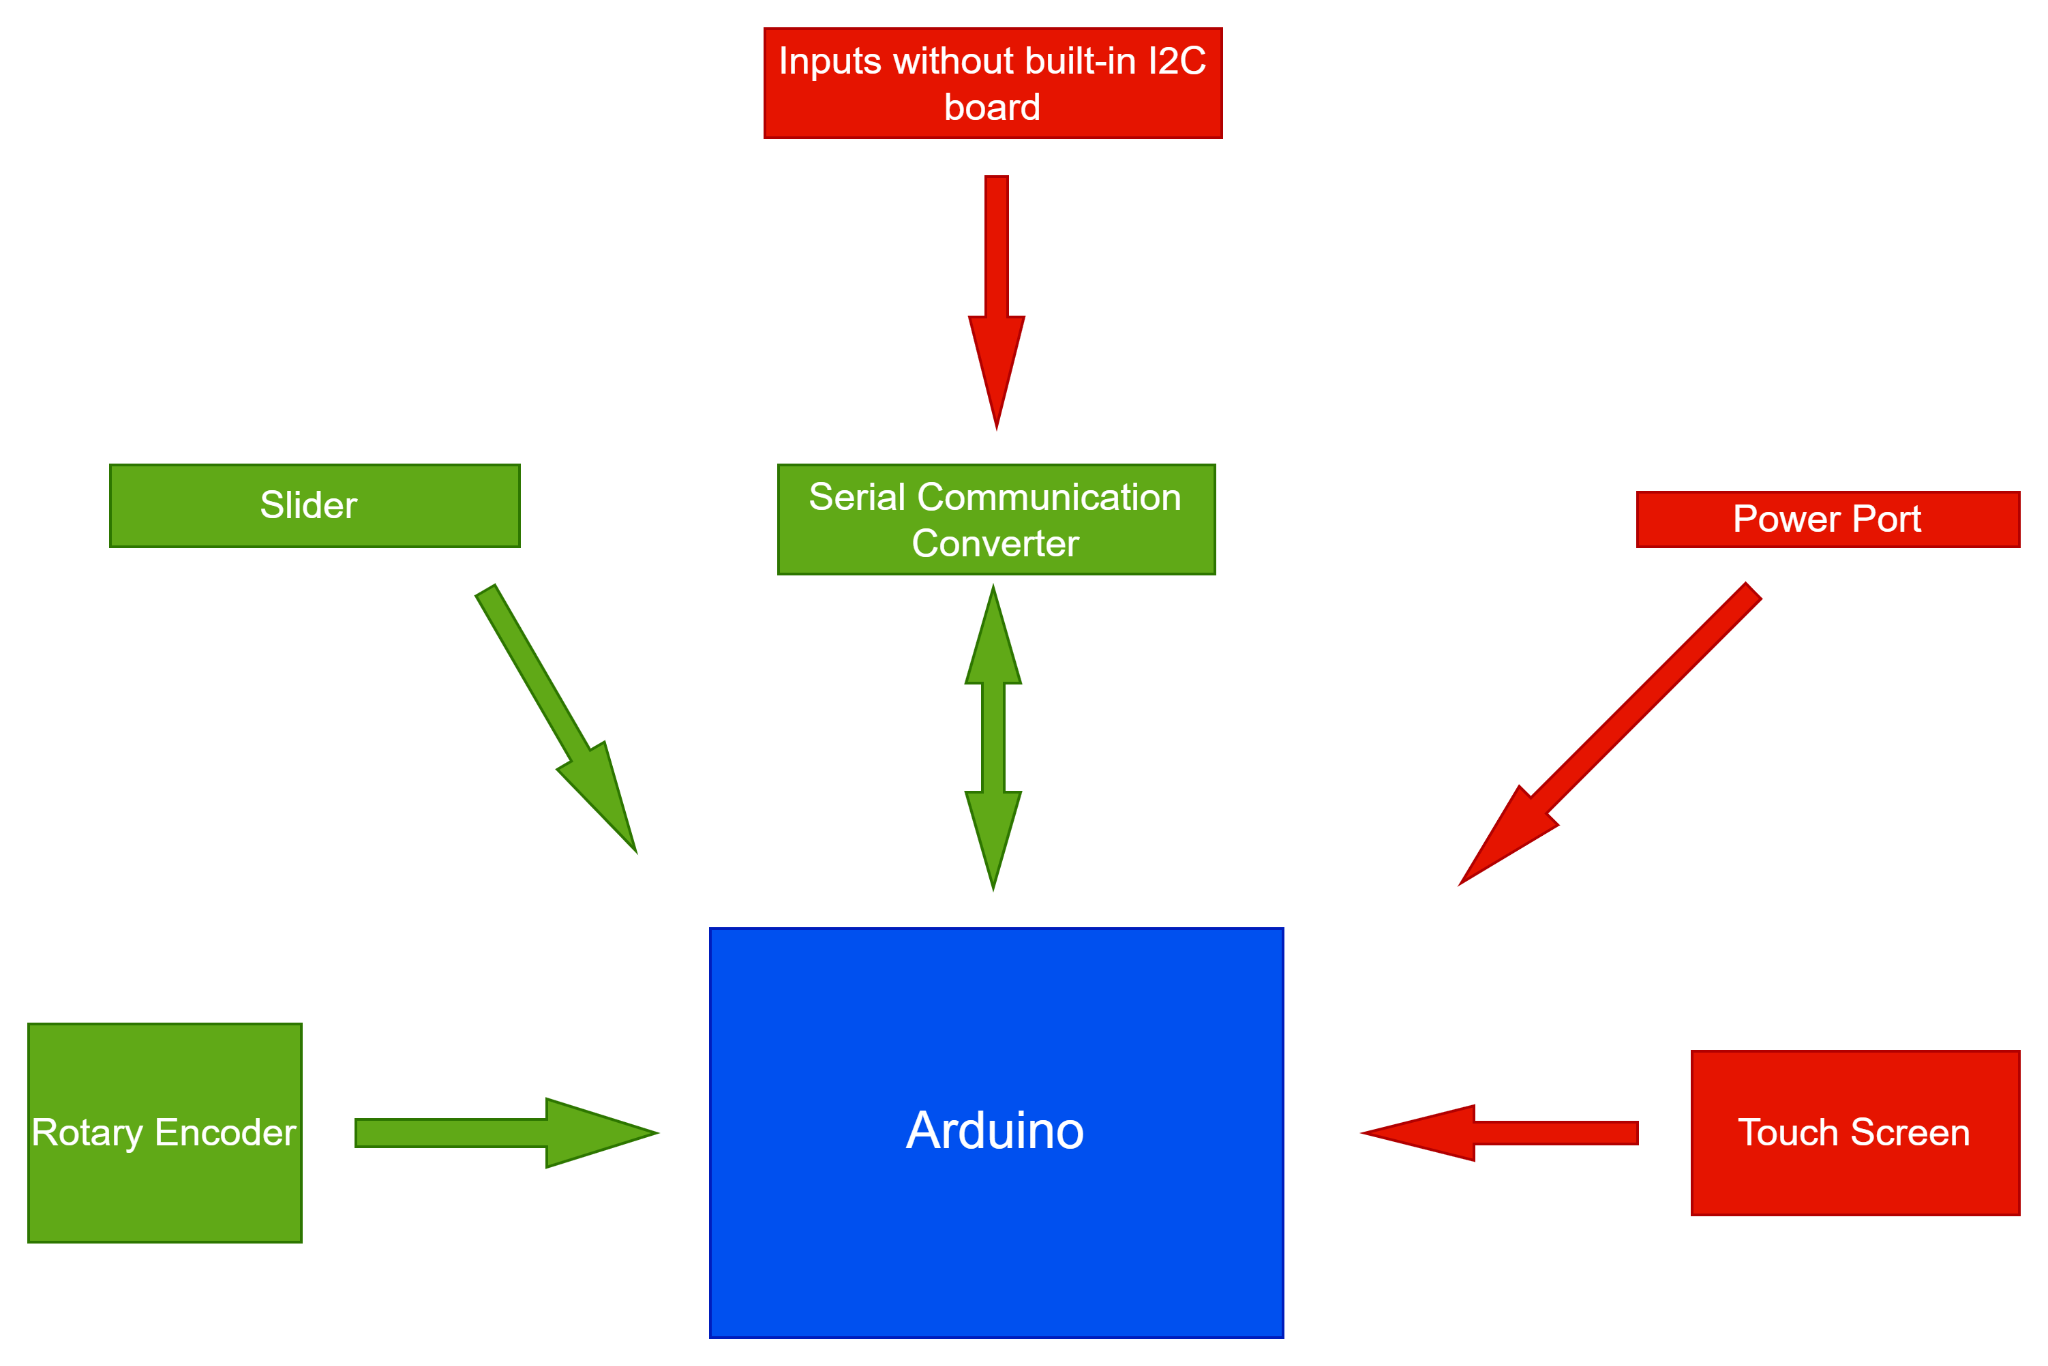 Inputs without built-in I2C
board
Slider
Serial Communication
Converter
Power Port
Rotary Encoder
Arduino
Touch Screen